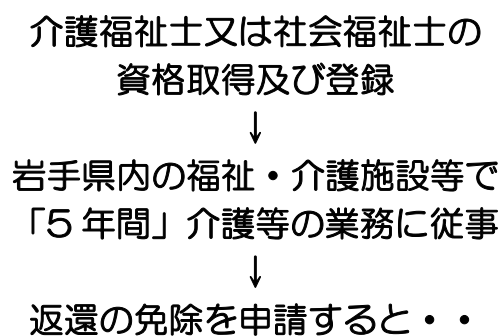 介護福祉士又は社会福祉士の
資格取得及び登録
↓
岩手県内の福祉・介護施設等で
「5年間」介護等の業務に従事
↓
返還の免除を申請すると・・